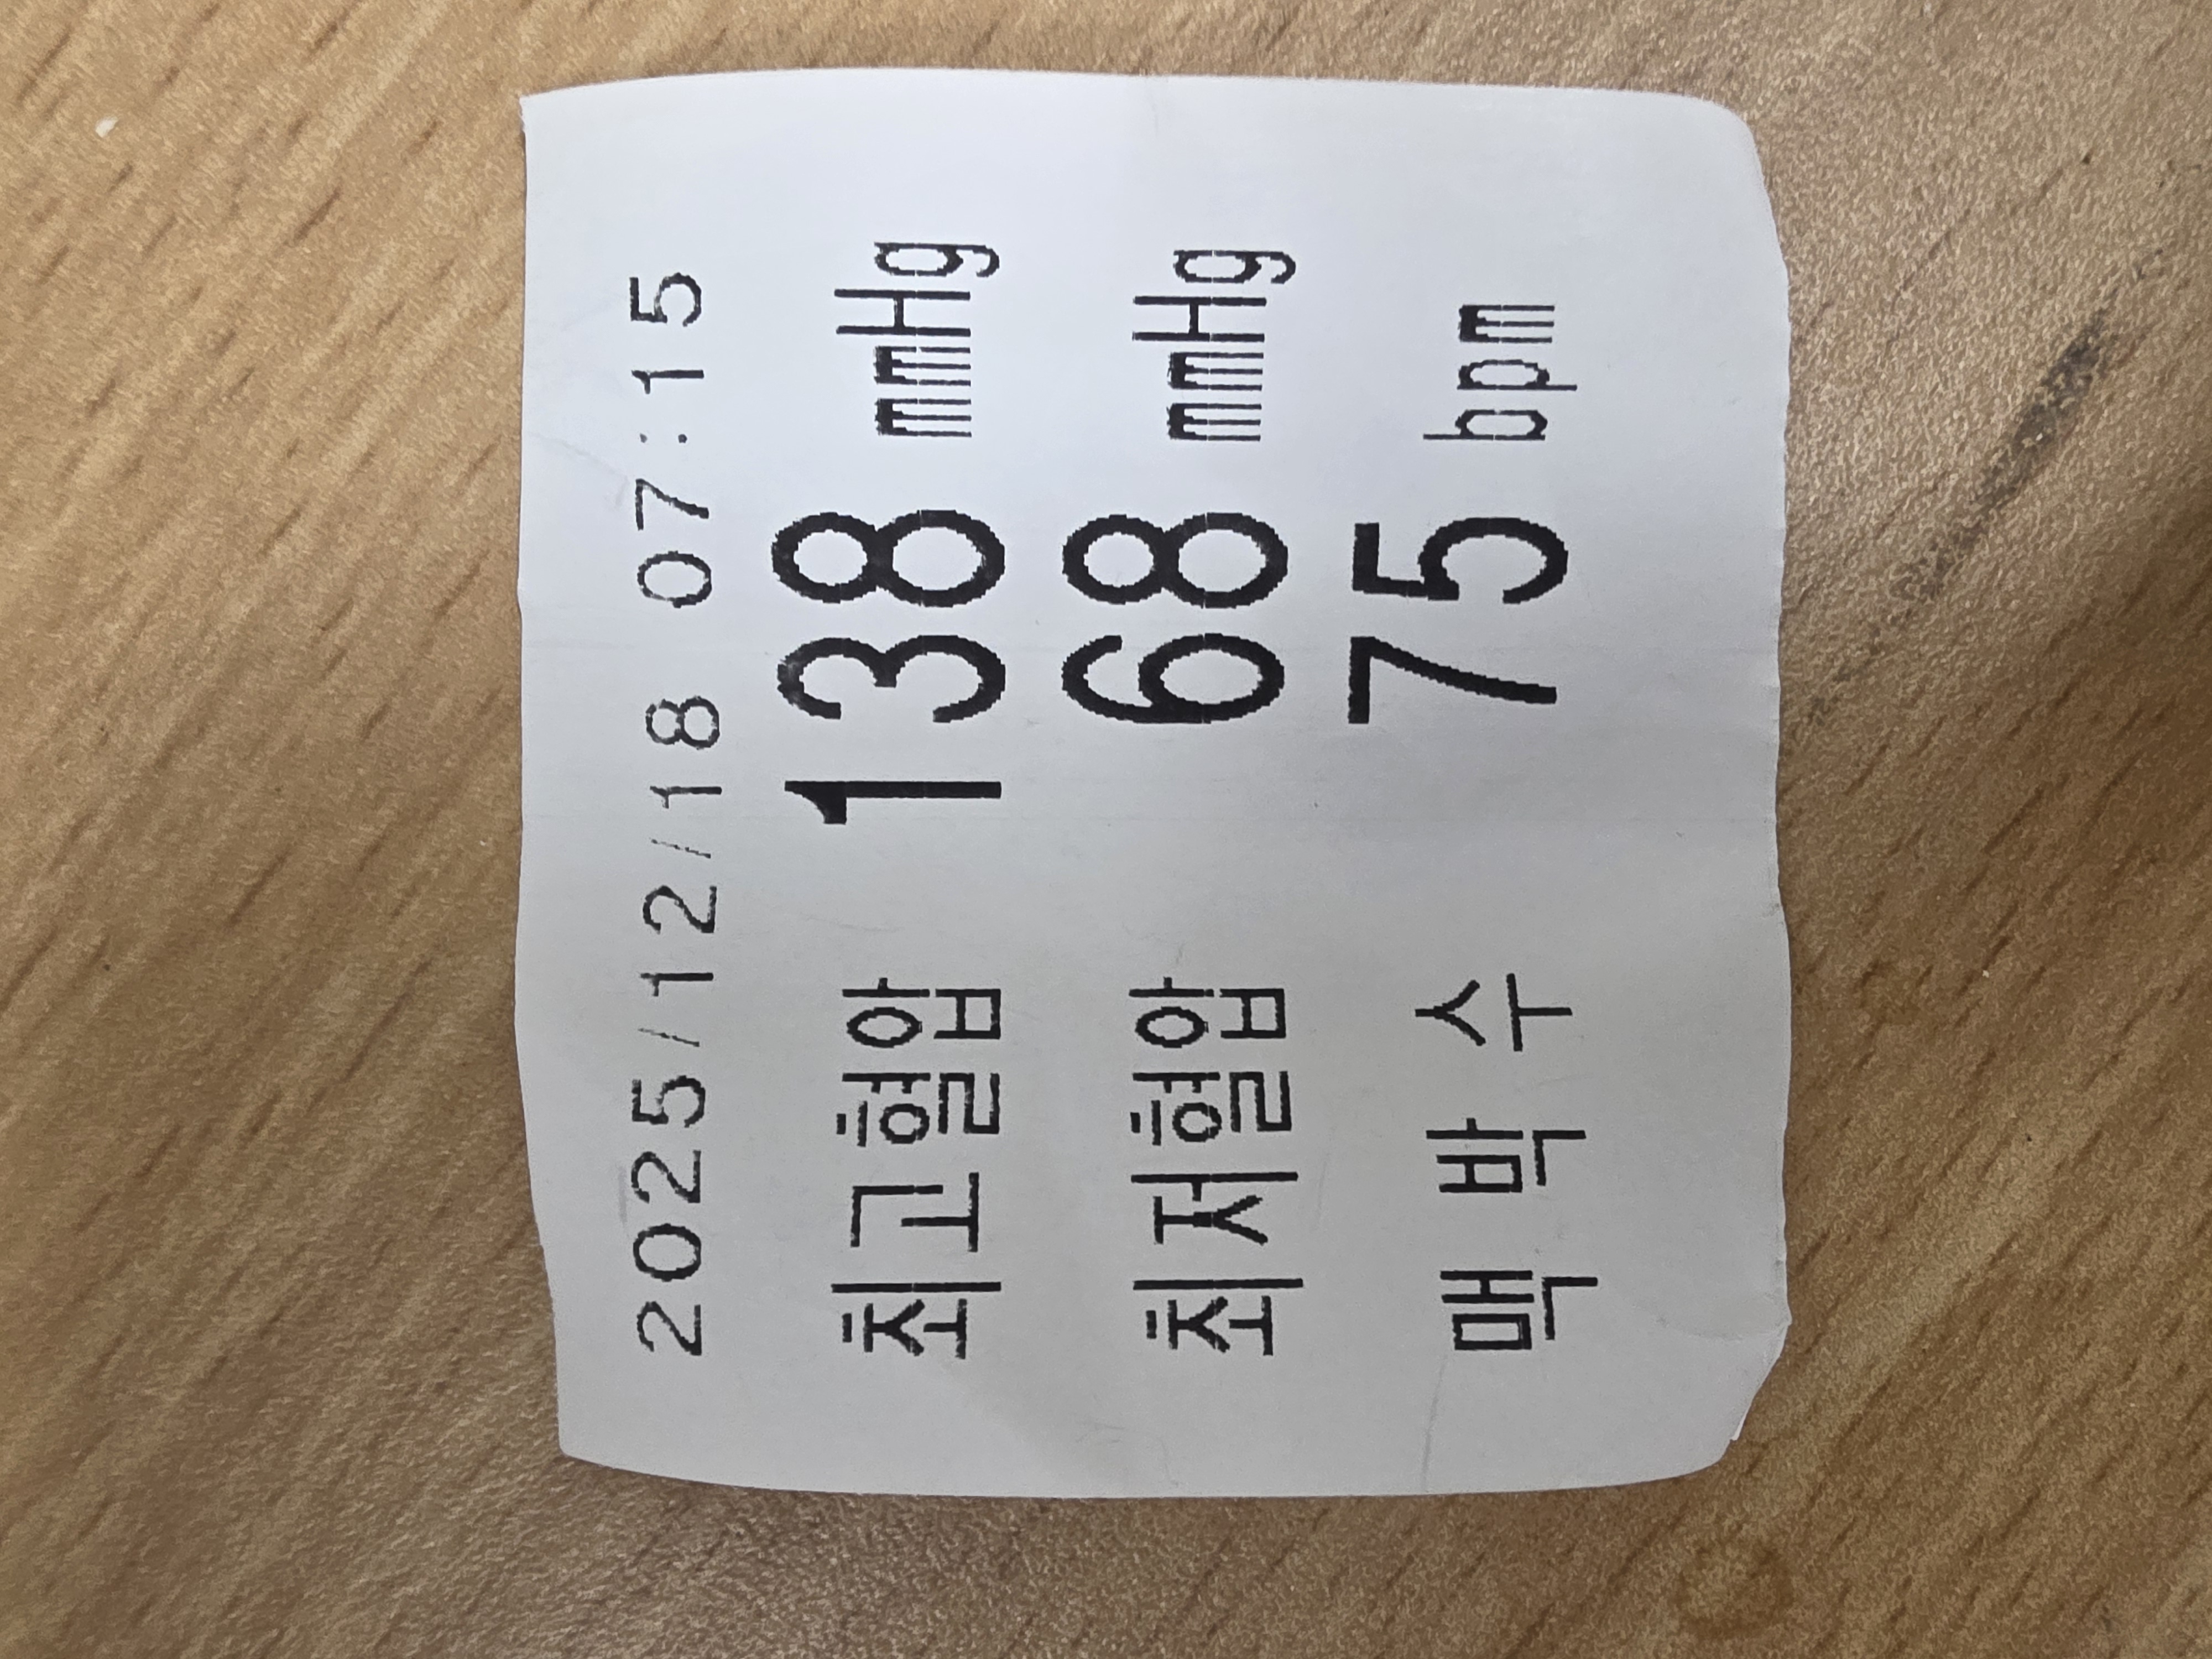 2025/12/18 07:15
최고혈압 138 mmHg
최저혈압 68 mmHg
맥 박 수 75 bpm